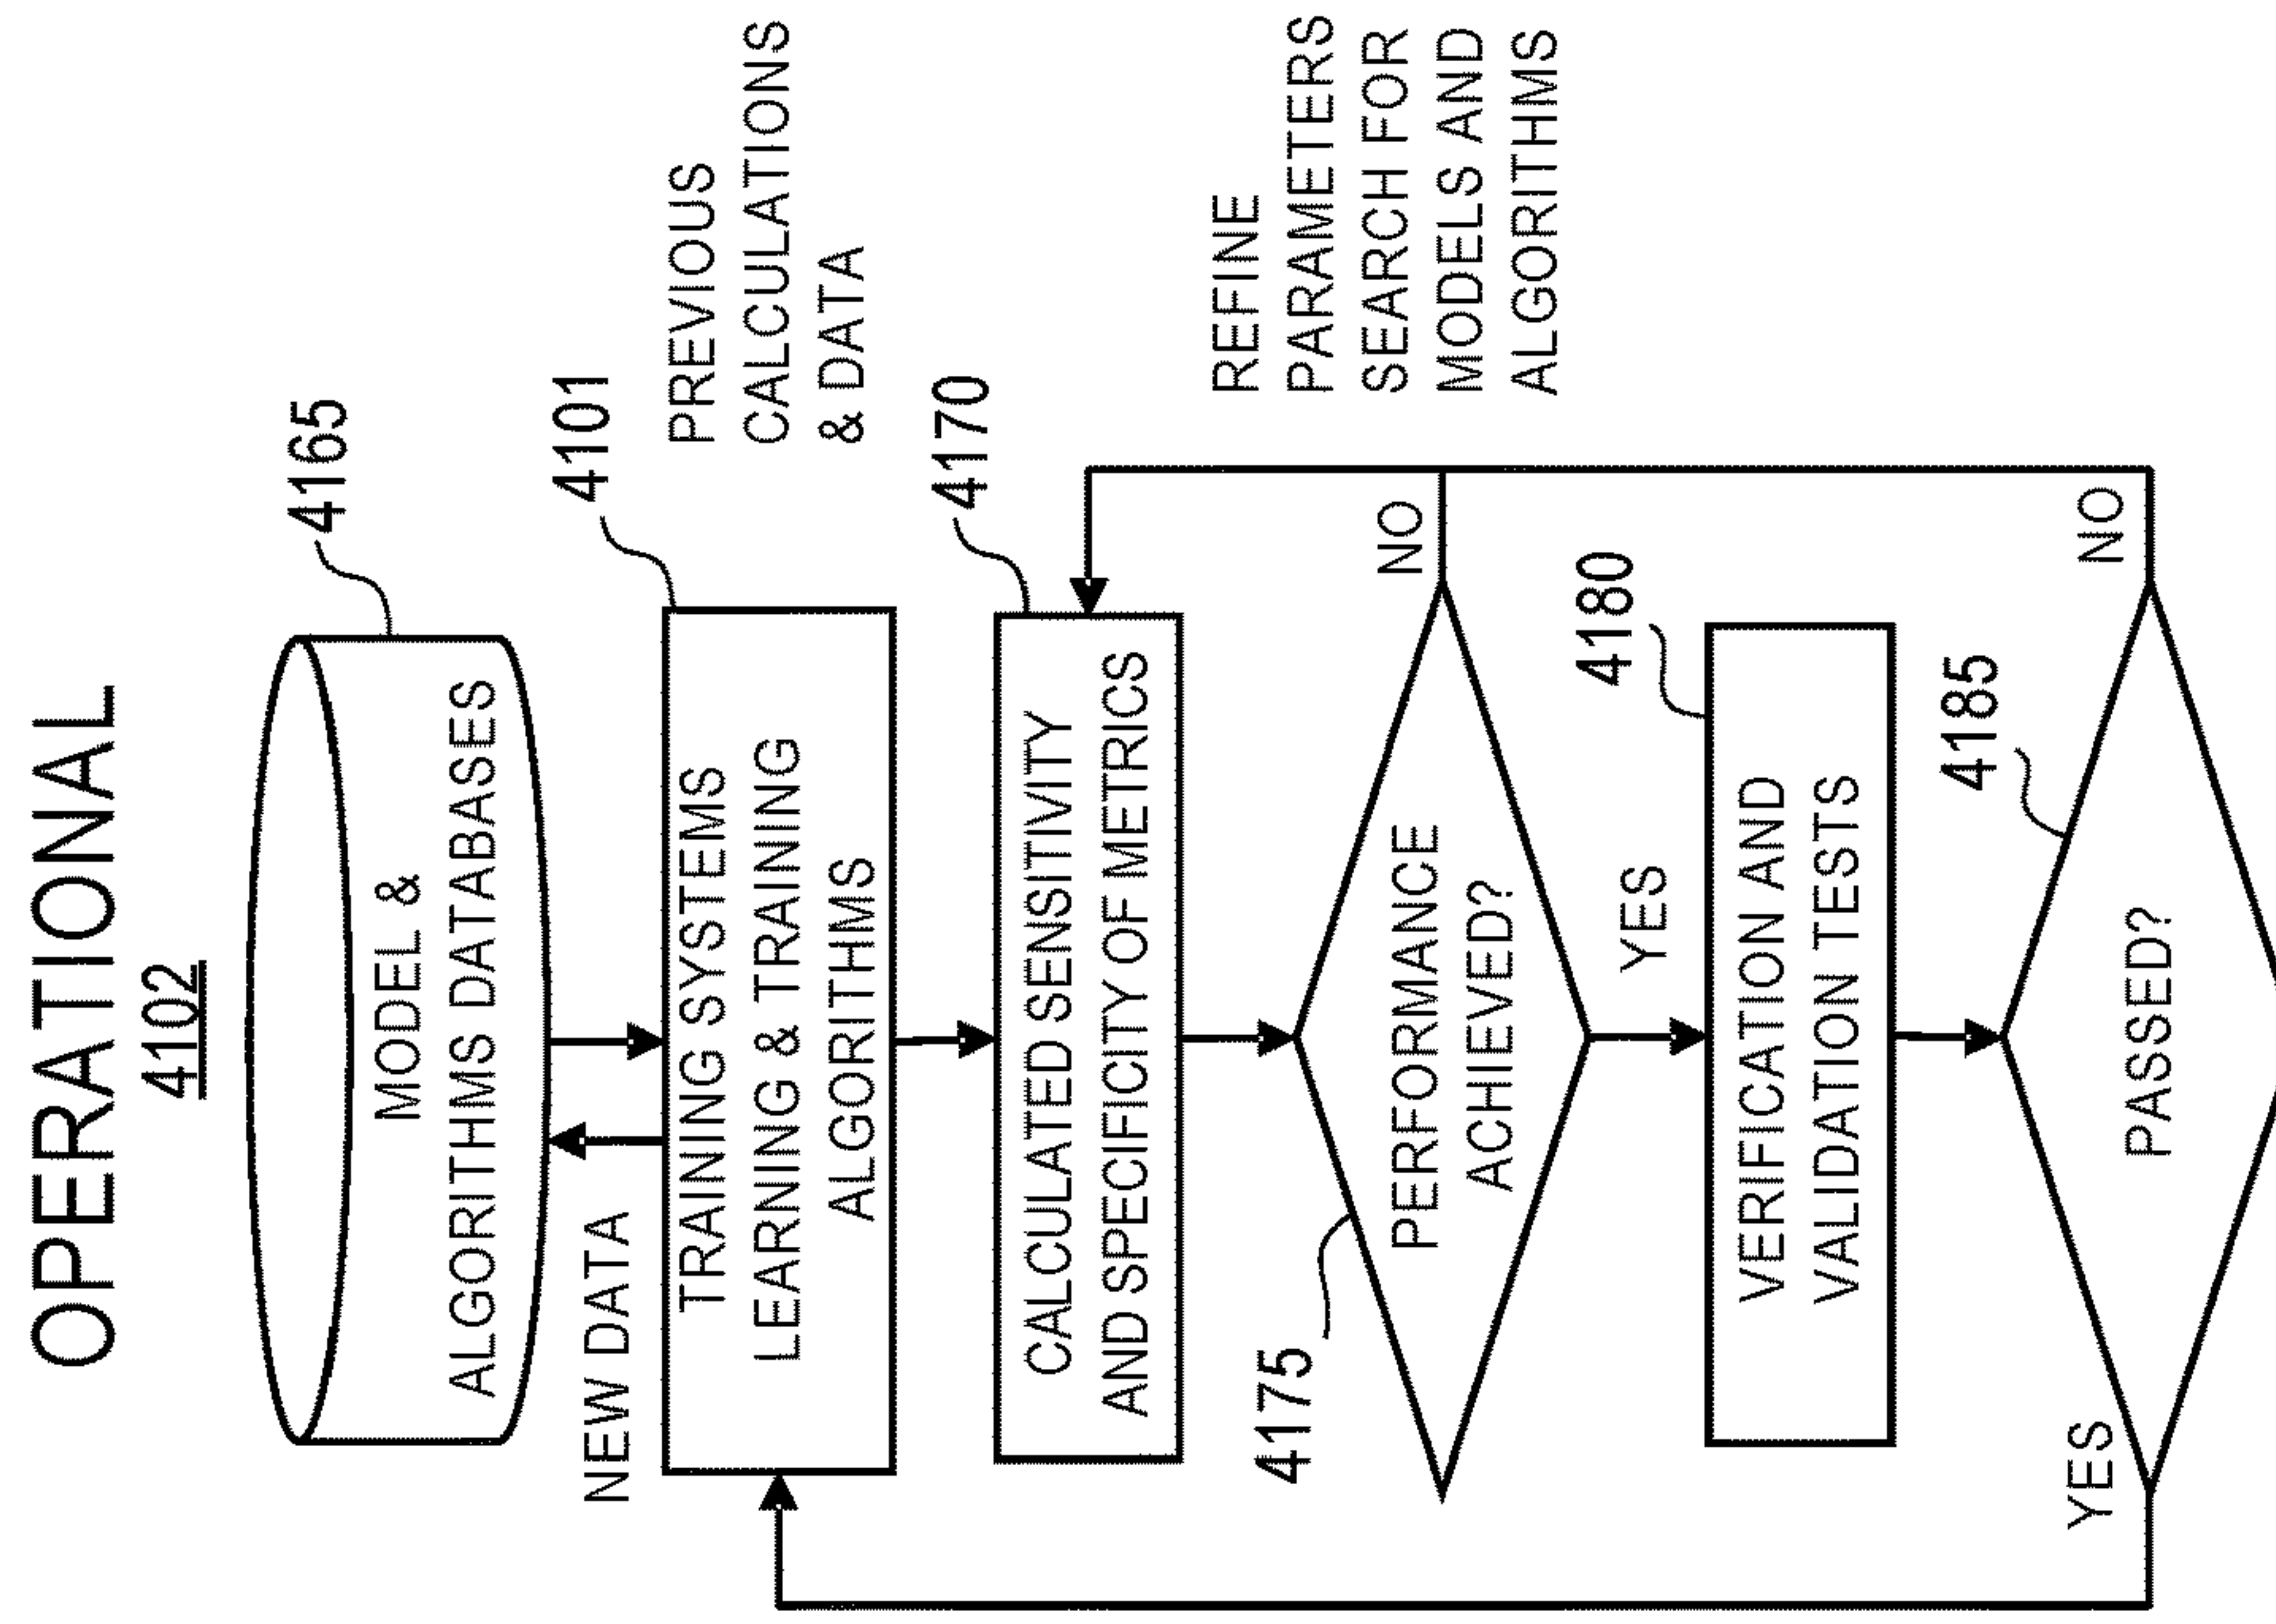 OPERATIONAL
4102
4165
MODEL &
ALGORITHMS DATABASES
NEW DATA
4101
TRAINING SYSTEMS
LEARNING & TRAINING
ALGORITHMS
PREVIOUS
CALCULATIONS
& DATA
4170
CALCULATED SENSITIVITY
AND SPECIFICITY OF METRICS
REFINE
PARAMETERS
SEARCH FOR
MODELS AND
ALGORITHMS
4175
PERFORMANCE
ACHIEVED?
NO
YES
4180
VERIFICATION AND
VALIDATION TESTS
4185
PASSED?
YES
NO